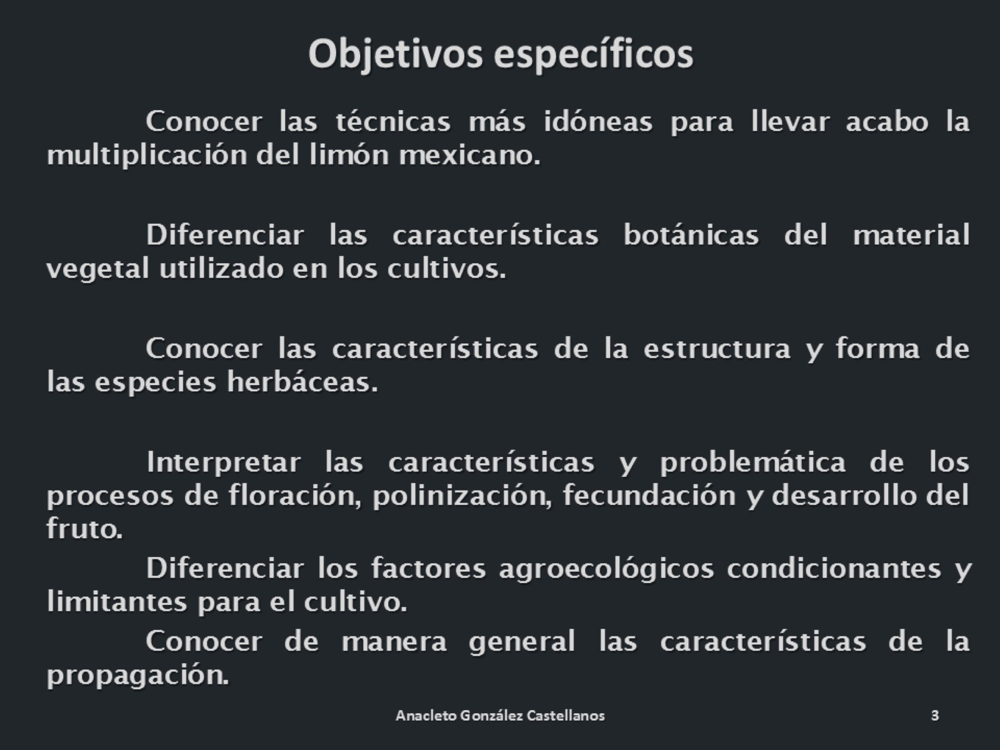 Objetivos específicos
Conocer las técnicas más idóneas para llevar acabo la
multiplicación del limón mexicano.
Diferenciar las características botánicas del material
vegetal utilizado en los cultivos.
Conocer las características de la estructura y forma de
las especies herbáceas.
Interpretar las características y problemática de los
procesos de floración, polinización, fecundación y desarrollo del
fruto.
Diferenciar los factores agroecológicos condicionantes y
limitantes para el cultivo.
Conocer de manera general las características de la
propagación.
Anacleto González Castellanos
3